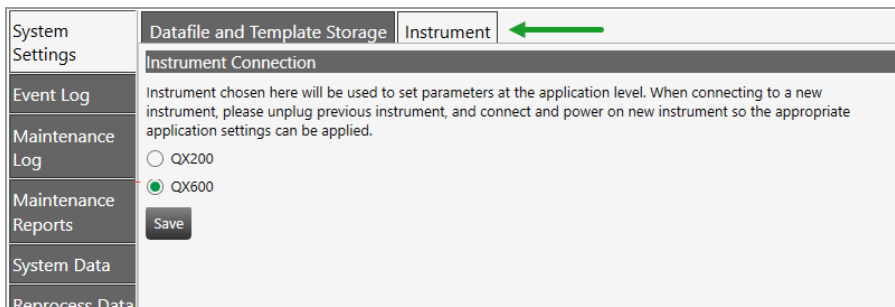 System
Settings
Event Log
Maintenance
Log
Maintenance
Reports
System Data
Reprocess Data
Datafile and Template Storage
Instrument
Instrument Connection
Instrument chosen here will be used to set parameters at the application level. When connecting to a new
instrument, please unplug previous instrument, and connect and power on new instrument so the appropriate
application settings can be applied.
QX200
QX600
Save